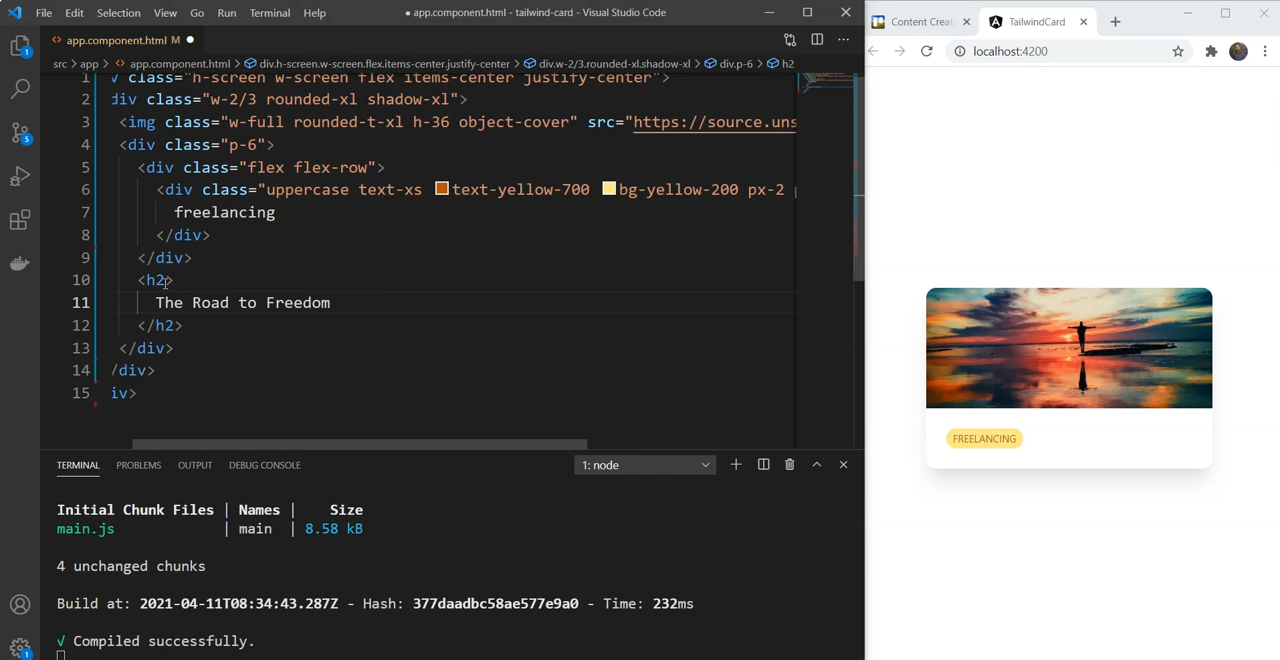 File Edit Selection View Go Run Terminal Help
● app.component.html - tailwind-card - Visual Studio Code
<> app.component.html M ●
src > app > <> app.component.html > div.h-screen.w-screen.flex.items-center.justify-center > div.w-2/3.rounded-xl.shadow-xl > div.p-6 > h2
1 class="h-screen w-screen flex items-center justify-center">
2 div class="w-2/3 rounded-xl shadow-xl">
3 <img class="w-full rounded-t-xl h-36 object-cover" src="https://source.uns
4 <div class="p-6">
5 <div class="flex flex-row">
6 <div class="uppercase text-xs text-yellow-700 bg-yellow-200 px-2 p
7 freelancing
8 </div>
9 </div>
10 <h2>
11 The Road to Freedom
12 </h2>
13 </div>
14 /div>
15 iv>
TERMINAL PROBLEMS OUTPUT DEBUG CONSOLE
1: node
Initial Chunk Files | Names | Size
main.js | main | 8.58 kB
4 unchanged chunks
Build at: 2021-04-11T08:34:43.287Z - Hash: 377daadbc58ae577e9a0 - Time: 232ms
√ Compiled successfully.
1
5
1
Content Creat
TailwindCard
localhost:4200
FREELANCING